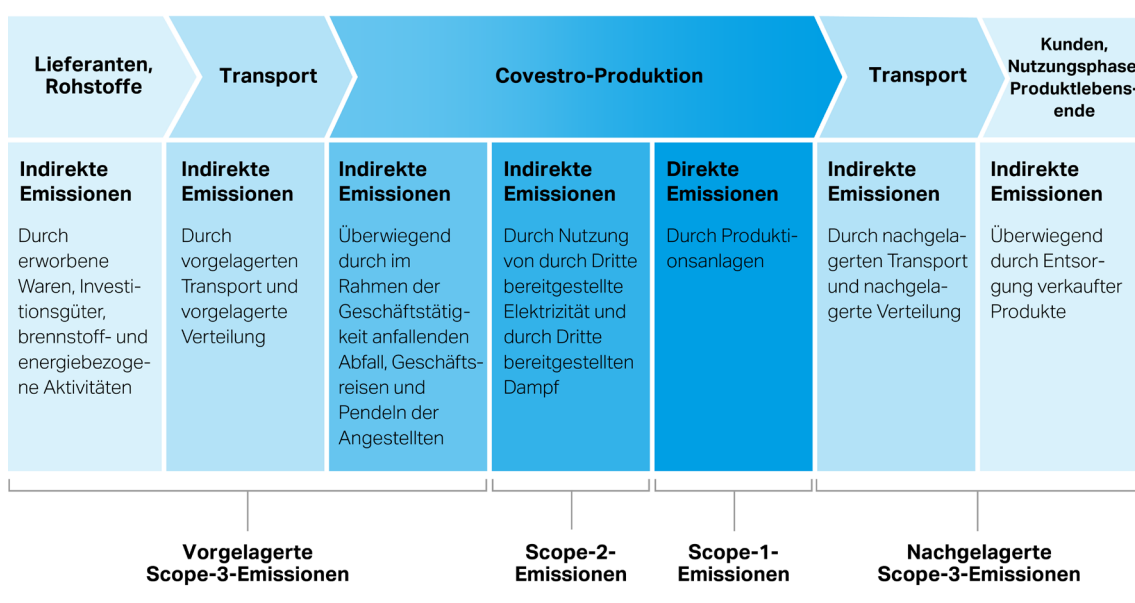 Lieferanten,
Rohstoffe
Transport
Covestro-Produktion
Transport
Kunden,
Nutzungsphase
Produktlebens-
ende
Indirekte
Emissionen
Durch
erworbene
Waren, Investi-
tionsgüter,
brennstoff- und
energiebezoge-
ne Aktivitäten
Indirekte
Emissionen
Durch
vorgelagerten
Transport und
vorgelagerte
Verteilung
Indirekte
Emissionen
Überwiegend
durch im
Rahmen der
Geschäftstätig-
keit anfallenden
Abfall, Geschäfts-
reisen und
Pendeln der
Angestellten
Indirekte
Emissionen
Durch Nutzung
von durch Dritte
bereitgestellte
Elektrizität und
durch Dritte
bereitgestellten
Dampf
Direkte
Emissionen
Durch Produkti-
onsanlagen
Indirekte
Emissionen
Durch nachgela-
gerten Transport
und nachgela-
gerte Verteilung
Indirekte
Emissionen
Überwiegend
durch Entsor-
gung verkaufter
Produkte
Vorgelagerte
Scope-3-Emissionen
Scope-2-
Emissionen
Scope-1-
Emissionen
Nachgelagerte
Scope-3-Emissionen